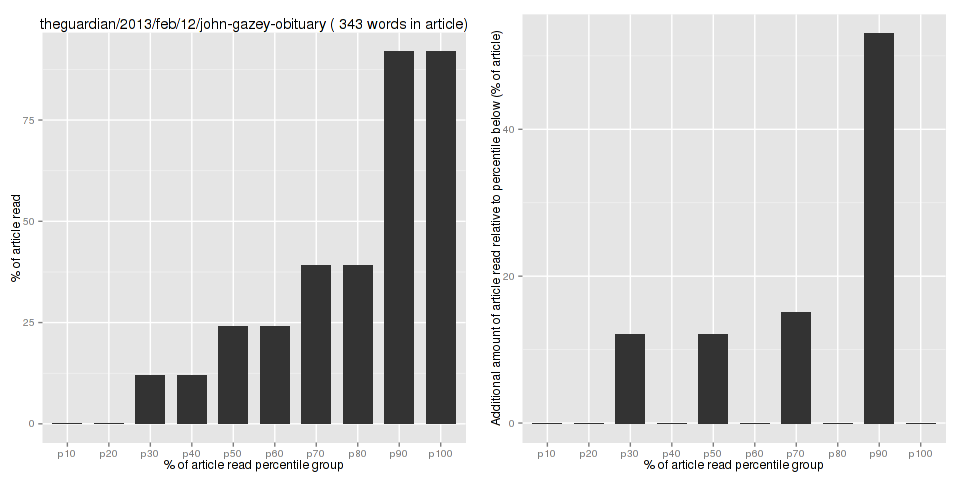 theguardian/2013/feb/12/john-gazey-obituary ( 343 words in article)
% of article read
75
50
25
0
p10 p20 p30 p40 p50 p60 p70 p80 p90 p100
% of article read percentile group
Additional amount of article read relative to percentile below (% of article)
40
20
0
p10 p20 p30 p40 p50 p60 p70 p80 p90 p100
% of article read percentile group